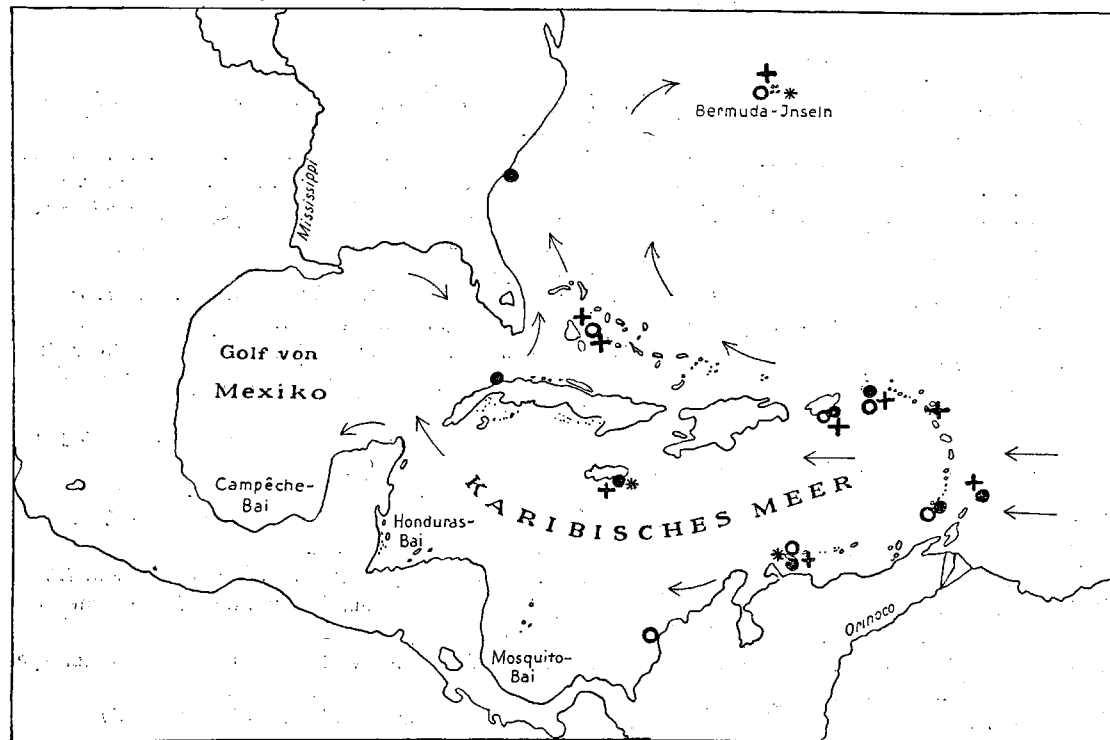 Bermuda-Jnseln
Mississippi
Golf von
Mexiko
Campêche-
Bai
Honduras-
Bai
KARIBISCHES MEER
Mosquito-
Bai
Orinoco